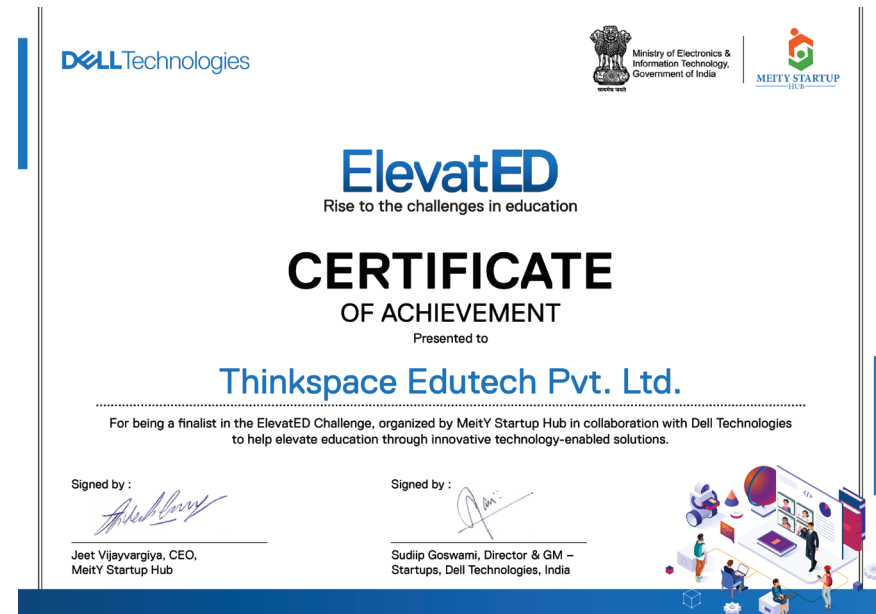 DELLTechnologies
Ministry of Electronics &
Information Technology,
Government of India
सत्यमेव जयते
MEITY STARTUP
HUB
ElevatED
Rise to the challenges in education
CERTIFICATE
OF ACHIEVEMENT
Presented to
Thinkspace Edutech Pvt. Ltd.
For being a finalist in the ElevatED Challenge, organized by MeitY Startup Hub in collaboration with Dell Technologies
to help elevate education through innovative technology-enabled solutions.
Signed by :
Jeet Vijayvargiya, CEO,
MeitY Startup Hub
Signed by :
Sudiip Goswami, Director & GM –
Startups, Dell Technologies, India